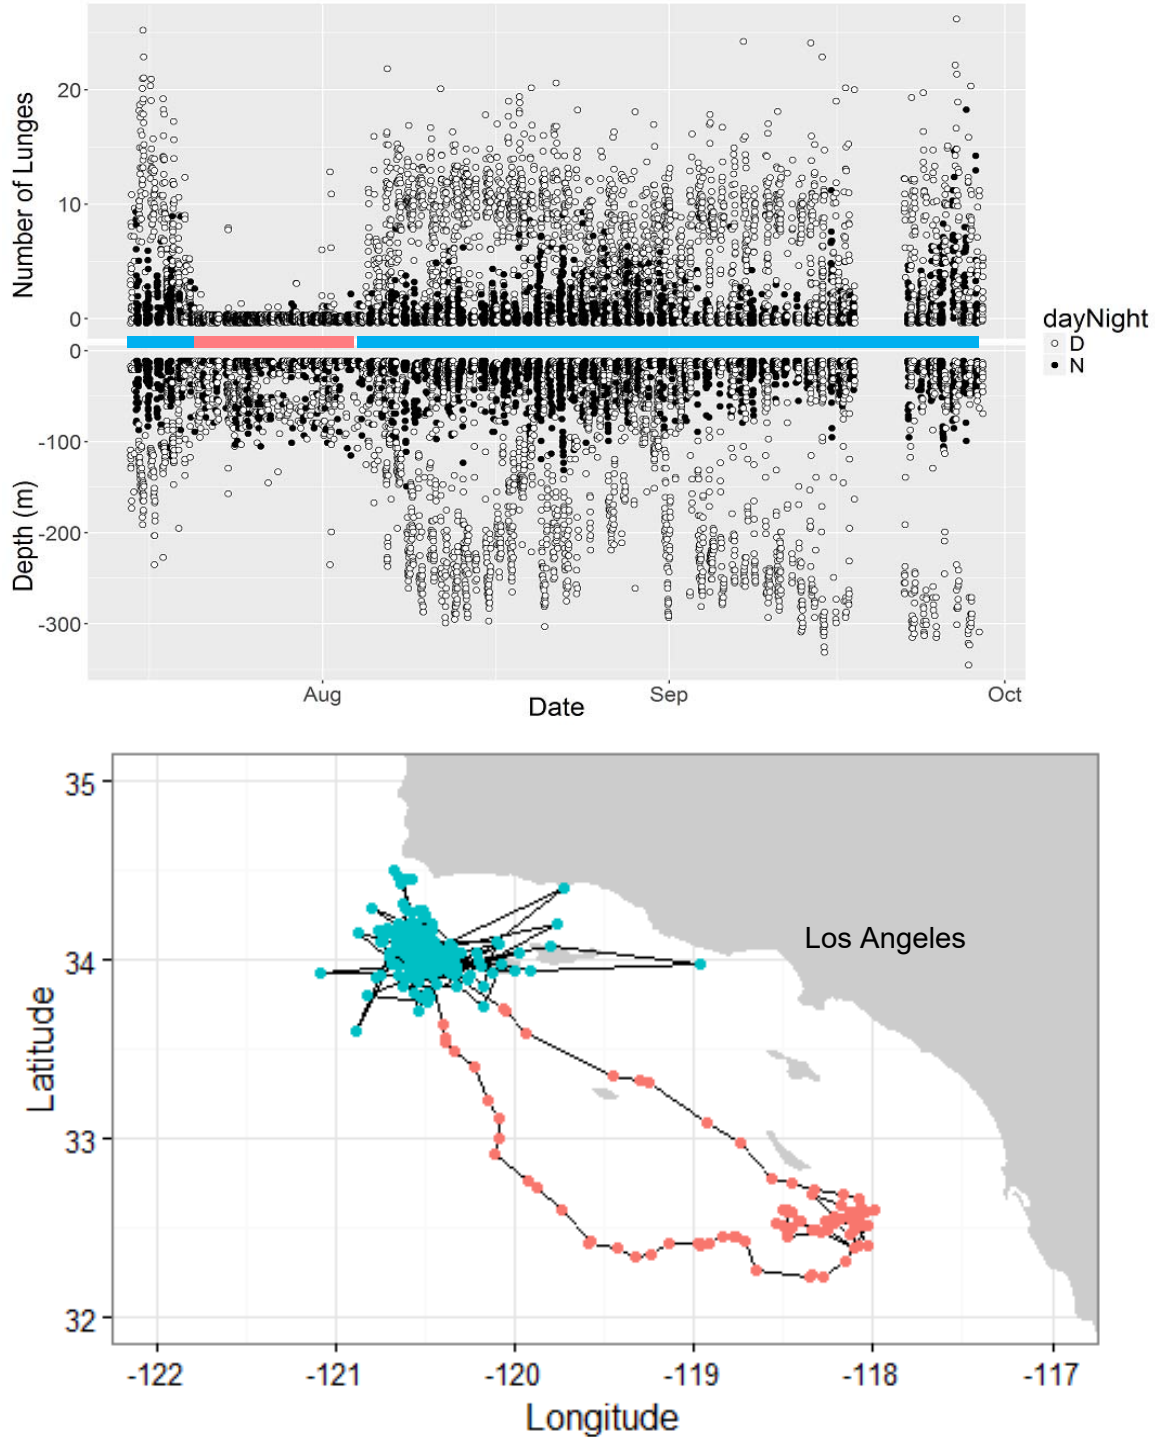 Number of Lunges
20
10
0
0
-100
-200
-300
Depth (m)
Aug
Sep
Oct
Date
dayNight
D
N
35
34
33
32
Latitude
Los Angeles
-122
-121
-120
-119
-118
-117
Longitude